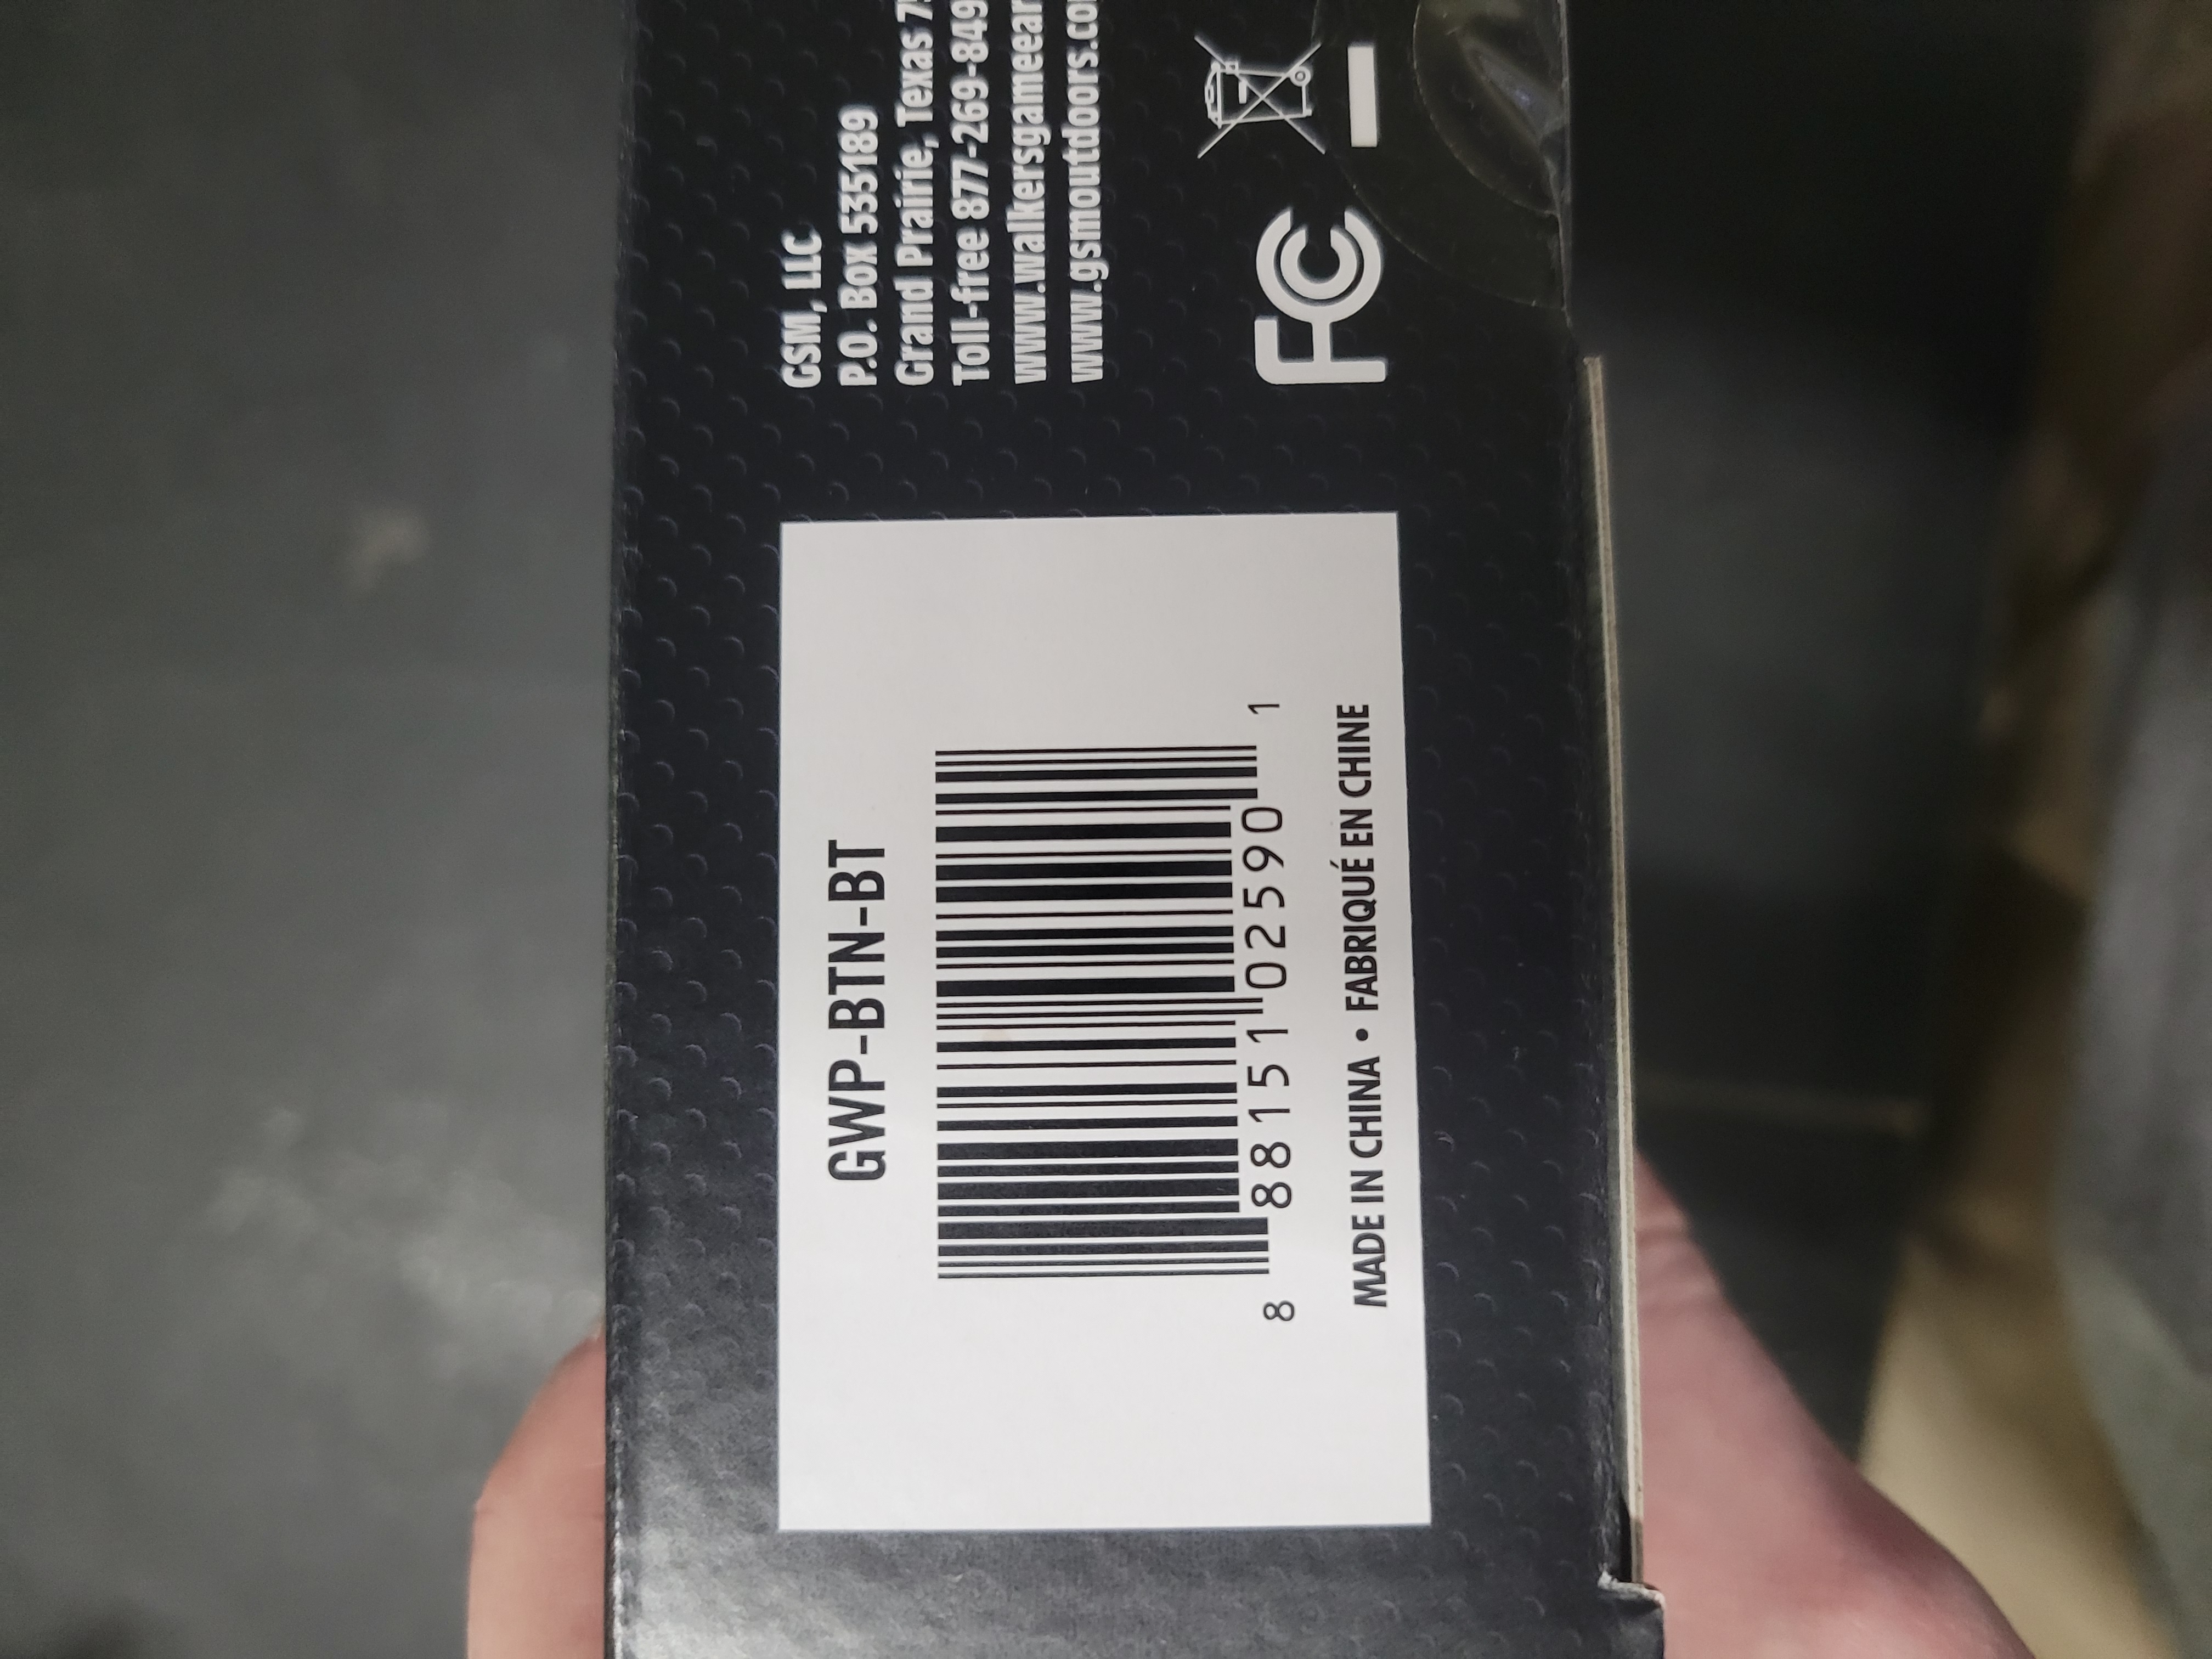 GWP-BTN-BT
8 88151 02590 1
MADE IN CHINA • FABRIQUÉ EN CHINE
GSM, LLC
P.O. Box 535189
Grand Prairie, Texas
Toll-free 877-269-849
www.walkersgameear
www.gsmoutdoors.co
FC